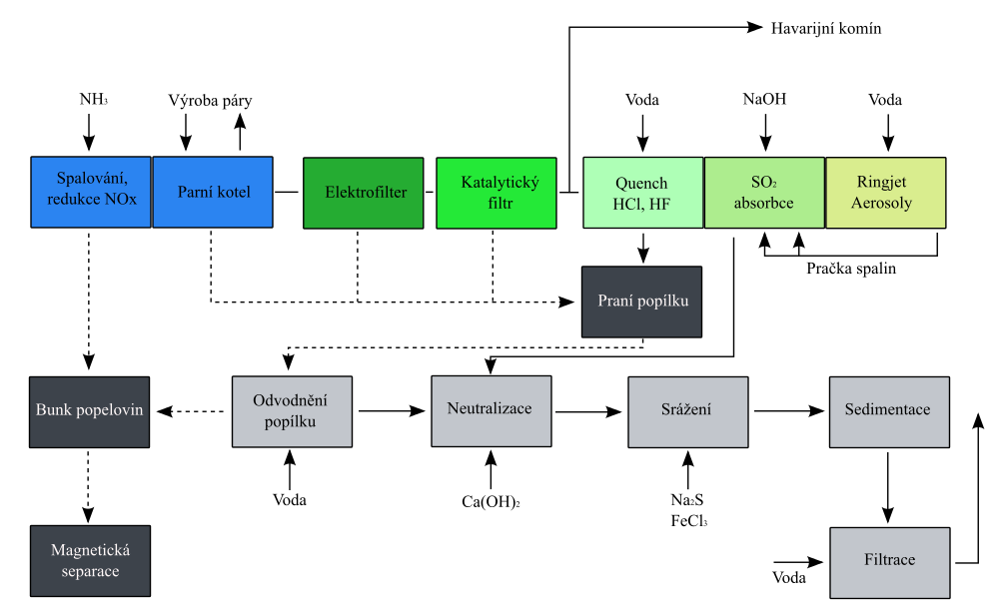 Havarijní komín
NH₃
Výroba páry
Voda
NaOH
Voda
Spalování,
redukce NOx
Parní kotel
Elektrofilter
Katalytický
filtr
Quench
HCl, HF
SO₂
absorbce
Ringjet
Aerosoly
Pračka spalin
Praní popílku
Bunk popelovin
Odvodnění
popílku
Neutralizace
Srážení
Sedimentace
Voda
Ca(OH)₂
Na₂S
FeCl₃
Magnetická
separace
Voda
Filtrace